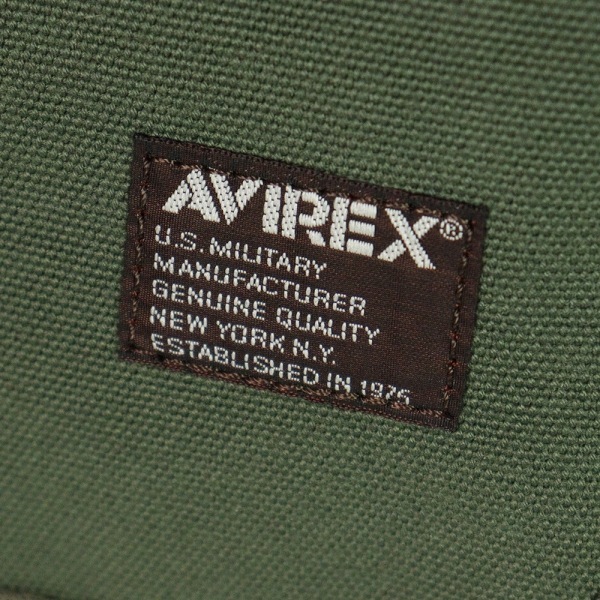 AVIREX®
U.S. MILITARY
MANUFACTURER
GENUINE QUALITY
NEW YORK N.Y.
ESTABLISHED IN 1975